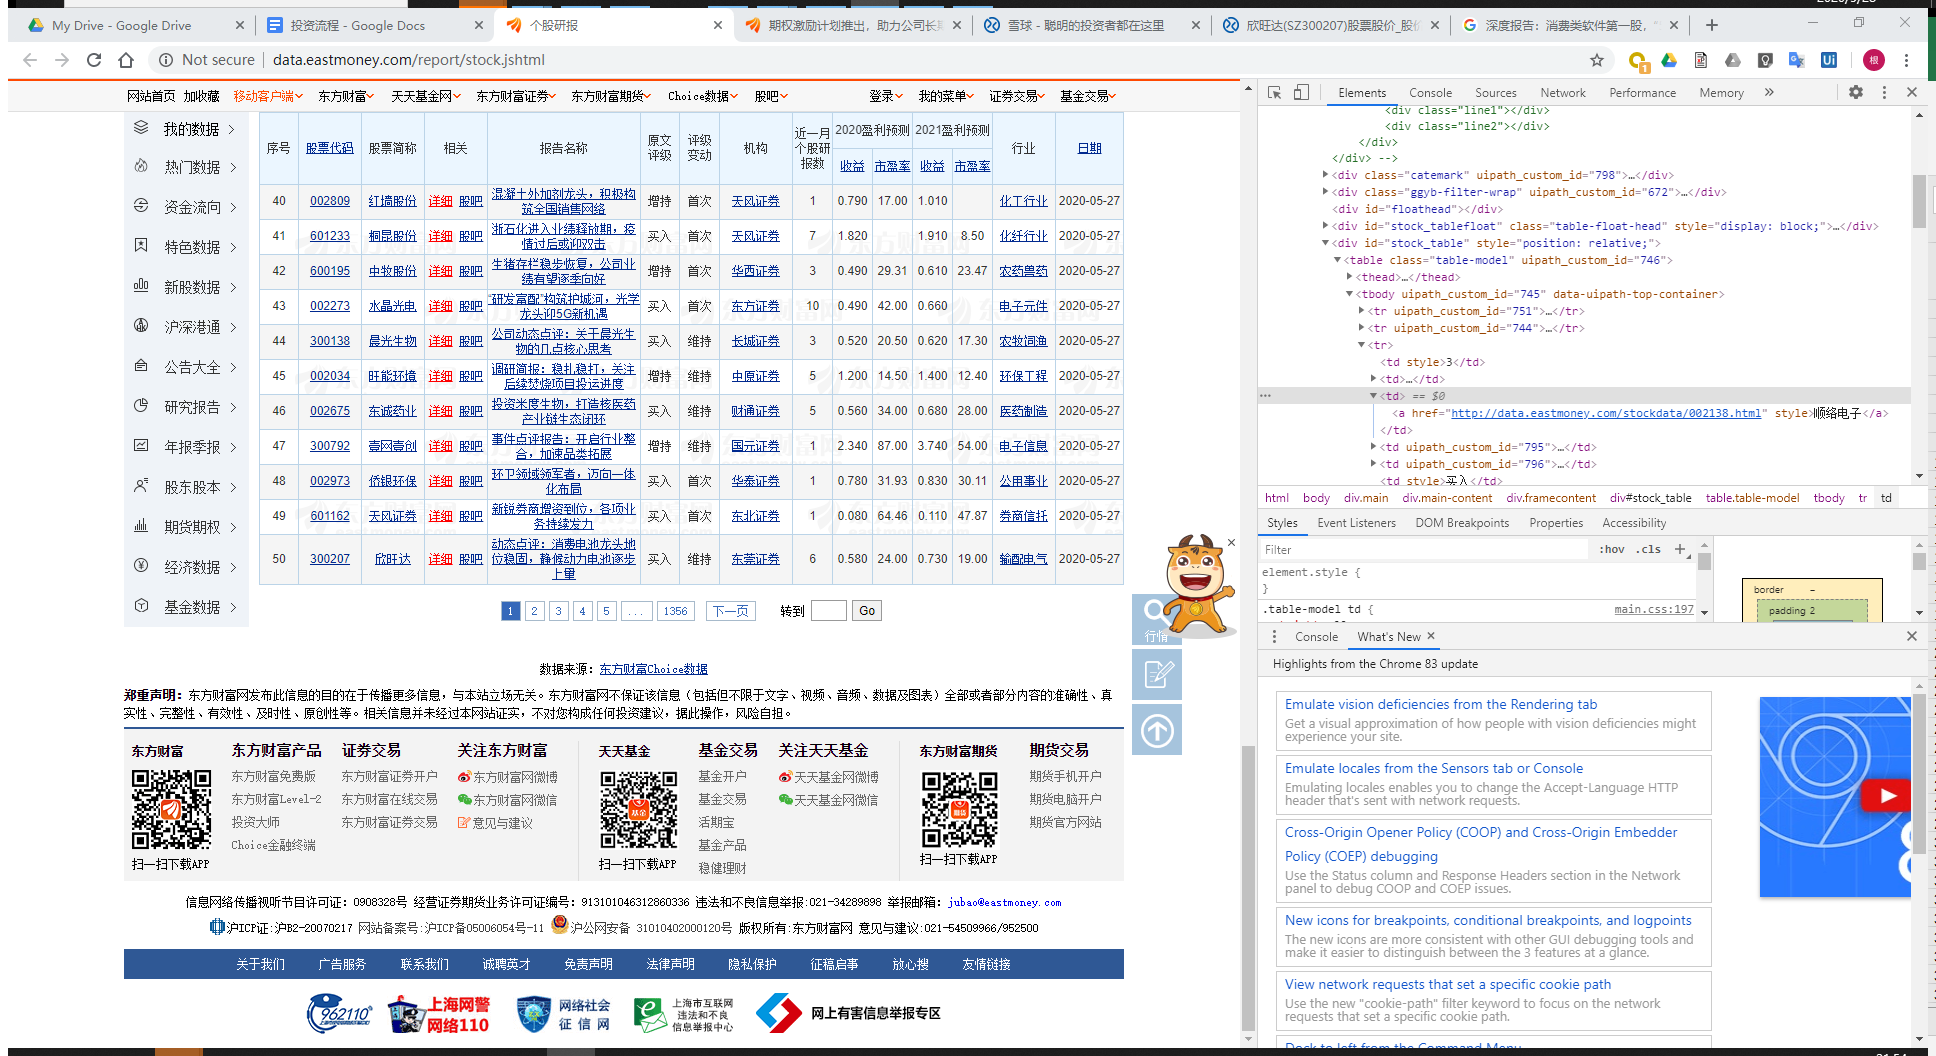 My Drive - Google Drive
投资流程 - Google Docs
个股研报
期权激励计划推出，助力公司长
雪球 - 聪明的投资者都在这里
欣旺达(SZ300207)股票股价_股
深度报告：消费类软件第一股，
Not secure | data.eastmoney.com/report/stock.jshtml
网站首页 加收藏 移动客户端 东方财富 天天基金网 东方财富证券 东方财富期货 Choice数据 股吧 登录 我的菜单 证券交易 基金交易
我的数据
热门数据
资金流向
特色数据
新股数据
沪深港通
公告大全
研究报告
年报季报
股东股本
期货期权
经济数据
基金数据
序号 股票代码 股票简称 相关 报告名称 原文评级 评级变动 机构 近一月个股研报数 2020盈利预测 收益 市盈率 2021盈利预测 收益 市盈率 行业 日期
40 002809 红墙股份 详细 股吧 混凝土外加剂龙头，积极构筑全国销售网络 增持 首次 天风证券 1 0.790 17.00 1.010 化工行业 2020-05-27
41 601233 桐昆股份 详细 股吧 浙石化进入业绩释放期，疫情过后或迎双击 买入 首次 天风证券 7 1.820 1.910 8.50 化纤行业 2020-05-27
42 600195 中牧股份 详细 股吧 生猪存栏稳步恢复，公司业绩有望逐季向好 增持 首次 华西证券 3 0.490 29.31 0.610 23.47 农药兽药 2020-05-27
43 002273 水晶光电 详细 股吧 “研发富配”构筑护城河，光学龙头迎5G新机遇 买入 首次 东方证券 10 0.490 42.00 0.660 电子元件 2020-05-27
44 300138 晨光生物 详细 股吧 公司动态点评：关于晨光生物的几点核心思考 买入 维持 长城证券 3 0.520 20.50 0.620 17.30 农牧饲渔 2020-05-27
45 002034 旺能环境 详细 股吧 调研简报：稳扎稳打，关注后续焚烧项目投运进度 增持 维持 中原证券 5 1.200 14.50 1.400 12.40 环保工程 2020-05-27
46 002675 东诚药业 详细 股吧 投资米度生物，打造核医药产业链生态闭环 买入 维持 财通证券 5 0.560 34.00 0.680 28.00 医药制造 2020-05-27
47 300792 壹网壹创 详细 股吧 事件点评报告：开启行业整合，加速品类拓展 增持 维持 国元证券 1 2.340 87.00 3.740 54.00 电子信息 2020-05-27
48 002973 侨银环保 详细 股吧 环卫领域领军者，迈向一体化布局 买入 首次 华泰证券 1 0.780 31.93 0.830 30.11 公用事业 2020-05-27
49 601162 天风证券 详细 股吧 新锐券商增资到位，各项业务持续发力 买入 首次 东北证券 1 0.080 64.46 0.110 47.87 券商信托 2020-05-27
50 300207 欣旺达 详细 股吧 动态点评：消费电池龙头地位稳固，静候动力电池逐步上量 买入 维持 东莞证券 6 0.580 24.00 0.730 19.00 输配电气 2020-05-27
1 2 3 4 5 ... 1356 下一页 转到 Go
行情
数据来源：东方财富Choice数据
郑重声明：东方财富网发布此信息的目的在于传播更多信息，与本站立场无关。东方财富网不保证该信息（包括但不限于文字、视频、音频、数据及图表）全部或者部分内容的准确性、真
实性、完整性、有效性、及时性、原创性等。相关信息并未经过本网站证实，不对您构成任何投资建议，据此操作，风险自担。
东方财富
扫一扫下载APP
东方财富产品
东方财富免费版
东方财富Level-2
投资大师
Choice金融终端
证券交易
东方财富证券开户
东方财富在线交易
东方财富证券交易
关注东方财富
东方财富网微博
东方财富网微信
意见与建议
天天基金
基金
扫一扫下载APP
基金交易
基金开户
基金交易
活期宝
基金产品
稳健理财
关注天天基金
天天基金网微博
天天基金网微信
东方财富期货
期货
扫一扫下载APP
期货交易
期货手机开户
期货电脑开户
期货官方网站
信息网络传播视听节目许可证：0908328号 经营证券期货业务许可证编号：913101046312860336 违法和不良信息举报:021-34289898 举报邮箱：jubao@eastmoney.com
沪ICP证:沪B2-20070217 网站备案号:沪ICP备05006054号-11 沪公网安备 31010402000120号 版权所有:东方财富网 意见与建议:021-54509966/952500
关于我们 广告服务 联系我们 诚聘英才 免责声明 法律声明 隐私保护 征稿启事 放心搜 友情链接
962110
上海网警
网络110
网络社会
征信网
上海市互联网
违法和不良
信息举报中心
网上有害信息举报专区
Elements Console Sources Network Performance Memory
<div class="line1"></div>
<div class="line2"></div>
</div>
</div> -->
<div class="catemark" uipath_custom_id="798">…</div>
<div class="ggyb-filter-wrap" uipath_custom_id="672">…</div>
<div id="floathead"></div>
<div id="stock_tablefloat" class="table-float-head" style="display: block;">…</div>
<div id="stock_table" style="position: relative;">
<table class="table-model" uipath_custom_id="746">
<thead>…</thead>
<tbody uipath_custom_id="745" data-uipath-top-container>
<tr uipath_custom_id="751">…</tr>
<tr uipath_custom_id="744">…</tr>
<tr>
<td style>3</td>
<td>…</td>
<td> == $0
<a href="http://data.eastmoney.com/stockdata/002138.html" style>顺络电子</a>
</td>
<td uipath_custom_id="795">…</td>
<td uipath_custom_id="796">…</td>
<td style>买入</td>
html body div.main div.main-content div.framecontent div#stock_table table.table-model tbody tr td
Styles Event Listeners DOM Breakpoints Properties Accessibility
Filter :hov .cls +
element.style {
}
.table-model td { main.css:197
border –
padding 2
Console What's New
Highlights from the Chrome 83 update
Emulate vision deficiencies from the Rendering tab
Get a visual approximation of how people with vision deficiencies might
experience your site.
Emulate locales from the Sensors tab or Console
Emulating locales enables you to change the Accept-Language HTTP
header that's sent with network requests.
Cross-Origin Opener Policy (COOP) and Cross-Origin Embedder
Policy (COEP) debugging
Use the Status column and Response Headers section in the Network
panel to debug COOP and COEP issues.
New icons for breakpoints, conditional breakpoints, and logpoints
The new icons are more consistent with other GUI debugging tools and
make it easier to distinguish between the 3 features at a glance.
View network requests that set a specific cookie path
Use the new "cookie-path" filter keyword to focus on the network
requests that set a specific cookie path.
Dock to left from the Command Menu